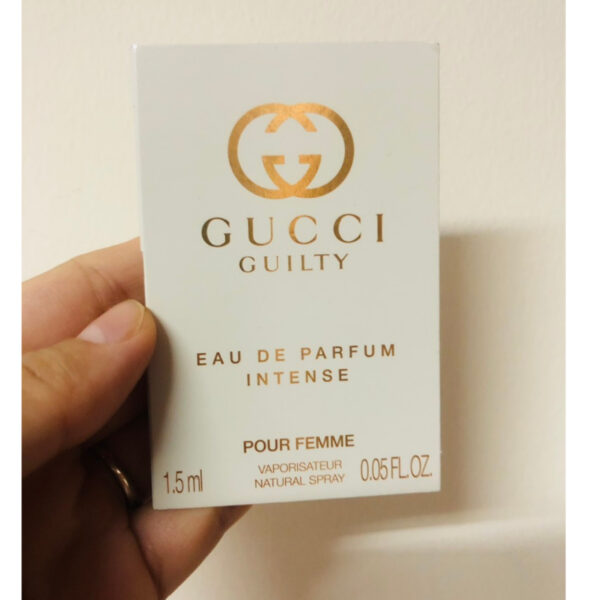 GUCCI
GUILTY
EAU DE PARFUM
INTENSE
POUR FEMME
VAPORISATEUR
NATURAL SPRAY
1.5 ml
0.05 FL.OZ.